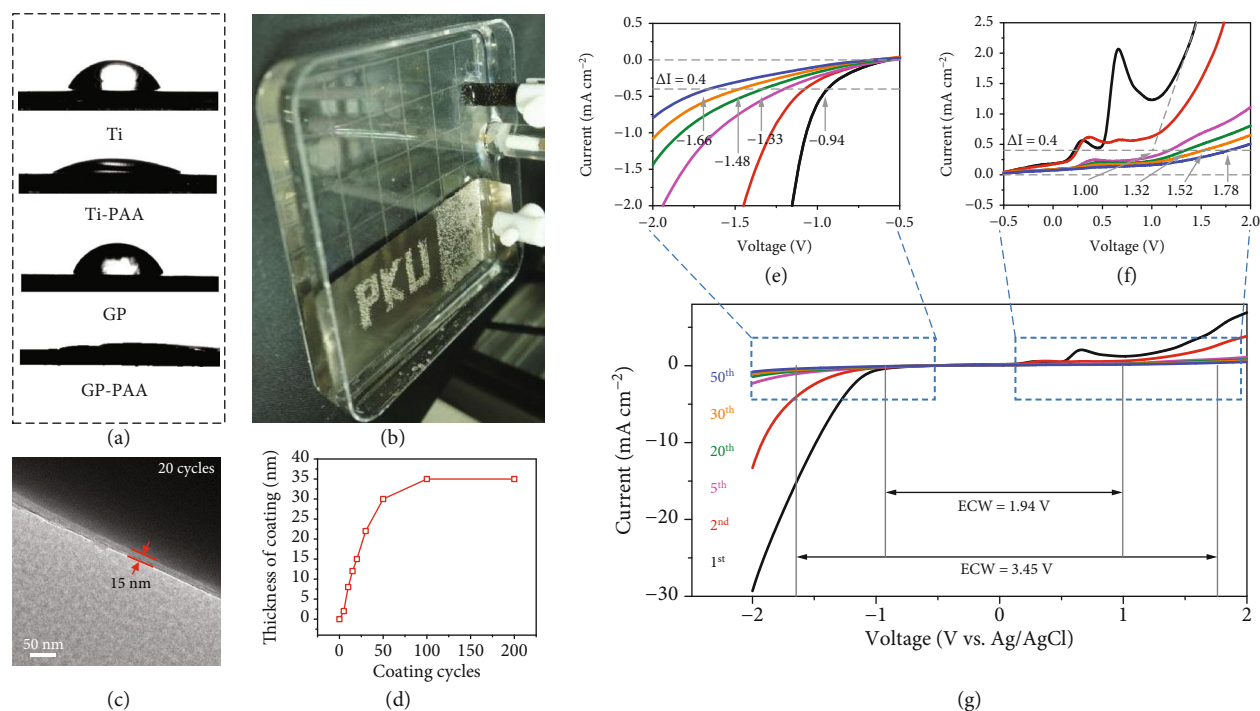 (a)
Ti
Ti-PAA
GP
GP-PAA
PKU
(b)
20 cycles
15 nm
50 nm
(c)
Thickness of coating (nm)
40
35
30
25
20
15
10
5
0
0 50 100 150 200
Coating cycles
(d)
Current (mA cm−2)
0.5
0.0
−0.5
−1.0
−1.5
−2.0
ΔI = 0.4
−1.66
−1.48
−1.33
−0.94
−2.0 −1.5 −1.0 −0.5
Voltage (V)
(e)
Current (mA cm−2)
2.5
2.0
1.5
1.0
0.5
0.0
−0.5
ΔI = 0.4
1.00 1.32 1.52 1.78
−0.5 0.0 0.5 1.0 1.5 2.0
Voltage (V)
(f)
Current (mA cm−2)
0
−10
−20
−30
50th
30th
20th
5th
2nd
1st
ECW = 1.94 V
ECW = 3.45 V
−2 −1 0 1 2
Voltage (V vs. Ag/AgCl)
(g)